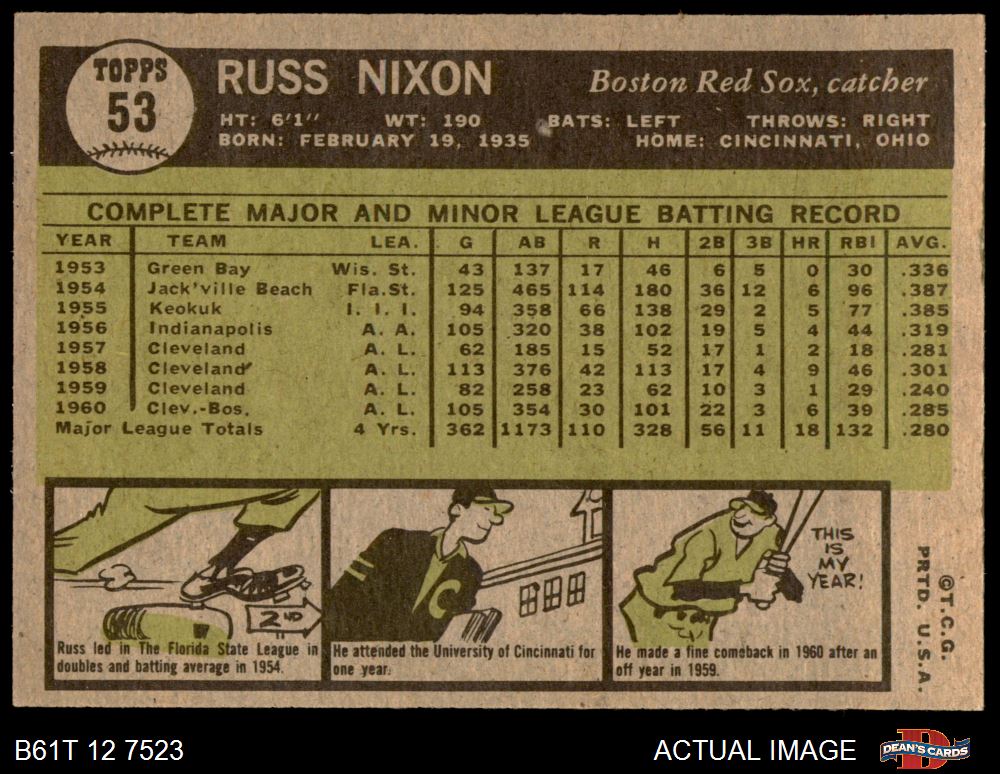 TOPPS
53
RUSS NIXON
Boston Red Sox, catcher
HT: 6'1" WT: 190 BATS: LEFT THROWS: RIGHT
BORN: FEBRUARY 19, 1935 HOME: CINCINNATI, OHIO
COMPLETE MAJOR AND MINOR LEAGUE BATTING RECORD
YEAR TEAM LEA. G AB R H 2B 3B HR RBI AVG.
1953 Green Bay Wis. St. 43 137 17 46 6 5 0 30 .336
1954 Jack'ville Beach Fla.St. 125 465 114 180 36 12 6 96 .387
1955 Keokuk I. I. I. 94 358 66 138 29 2 5 77 .385
1956 Indianapolis A. A. 105 320 38 102 19 5 4 44 .319
1957 Cleveland A. L. 62 185 15 52 17 1 2 18 .281
1958 Cleveland A. L. 113 376 42 113 17 4 9 46 .301
1959 Cleveland A. L. 82 258 23 62 10 3 1 29 .240
1960 Clev.-Bos. A. L. 105 354 30 101 22 3 6 39 .285
Major League Totals 4 Yrs. 362 1173 110 328 56 11 18 132 .280
2ND
Russ led in The Florida State League in
doubles and batting average in 1954.
C
He attended the University of Cincinnati for
one year.
THIS
IS
MY
YEAR!
He made a fine comeback in 1960 after an
off year in 1959.
©T.C.G.
PRTD. U.S.A.
B61T 12 7523
ACTUAL IMAGE
DEAN'S CARDS